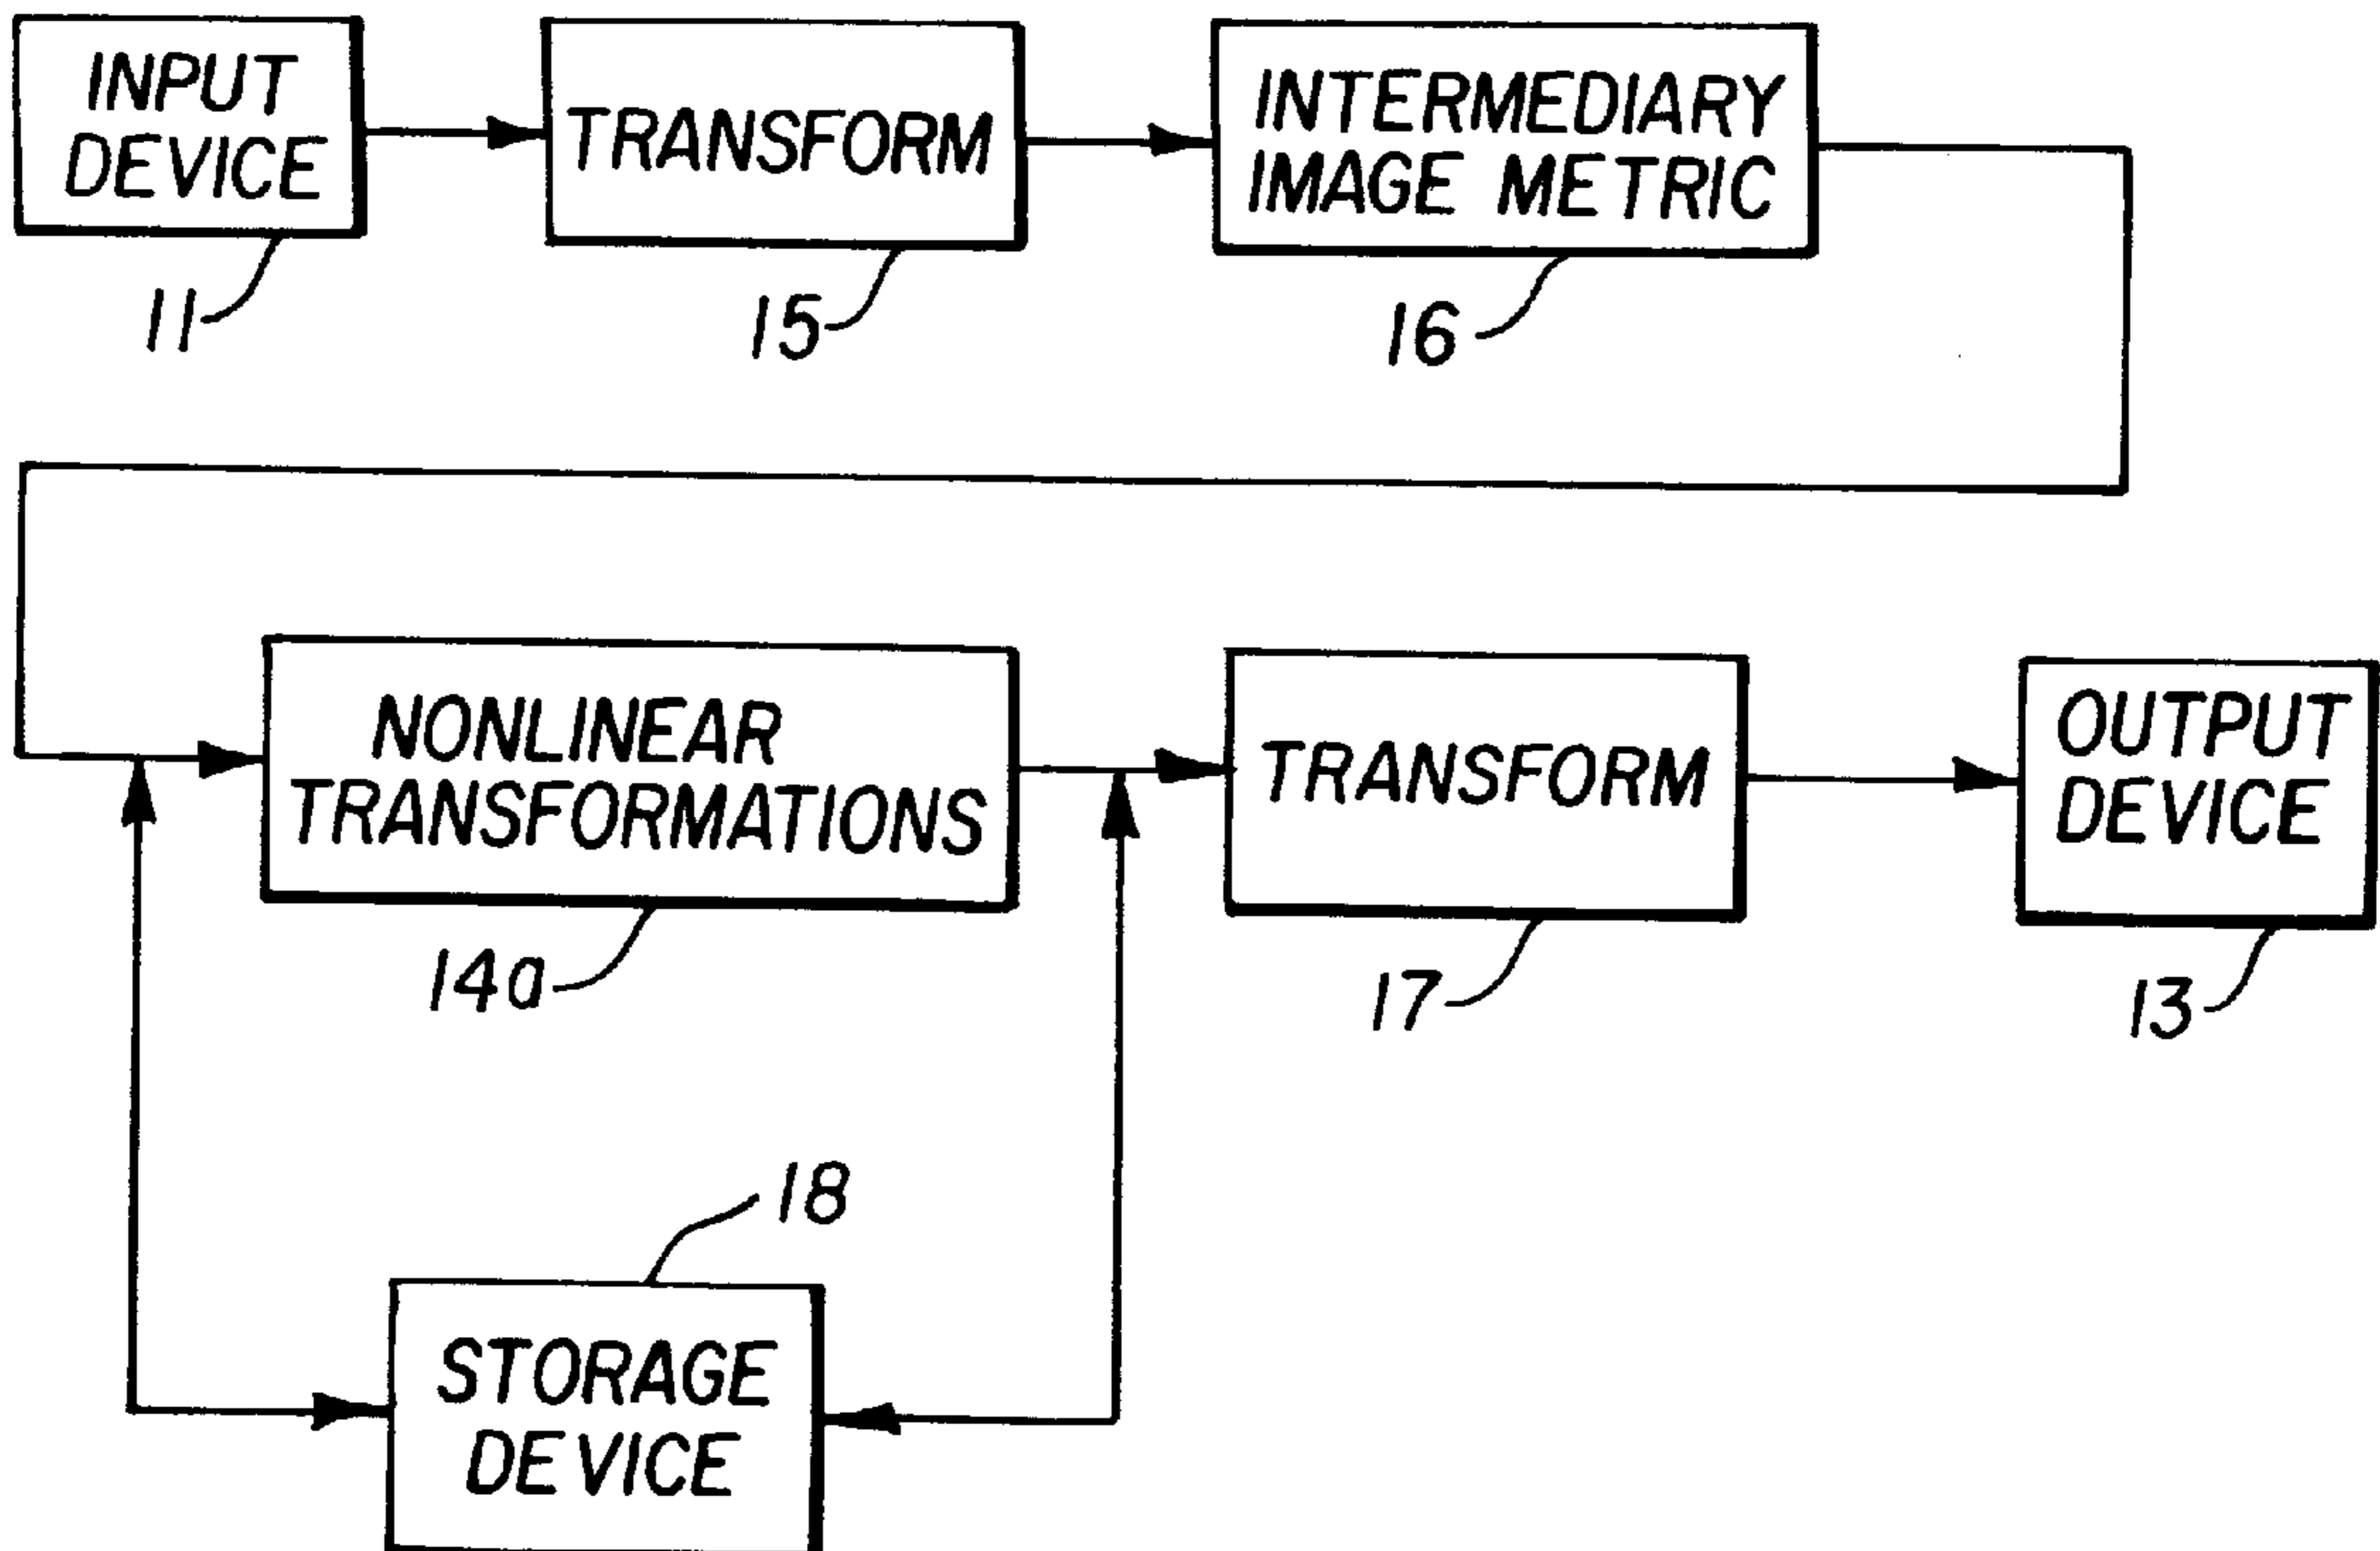 INPUT
DEVICE
TRANSFORM
INTERMEDIARY
IMAGE METRIC
11
15
16
NONLINEAR
TRANSFORMATIONS
TRANSFORM
OUTPUT
DEVICE
14a
17
13
18
STORAGE
DEVICE